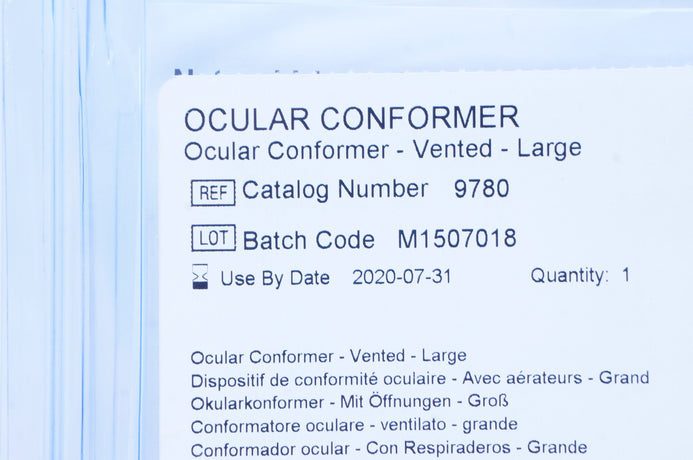 OCULAR CONFORMER
Ocular Conformer - Vented - Large
REF Catalog Number 9780
LOT Batch Code M1507018
Use By Date 2020-07-31 Quantity: 1
Ocular Conformer - Vented - Large
Dispositif de conformité oculaire - Avec aérateurs - Grand
Okularkonformer - Mit Öffnungen - Groß
Conformatore oculare - ventilato - grande
Conformador ocular - Con Respiraderos - Grande